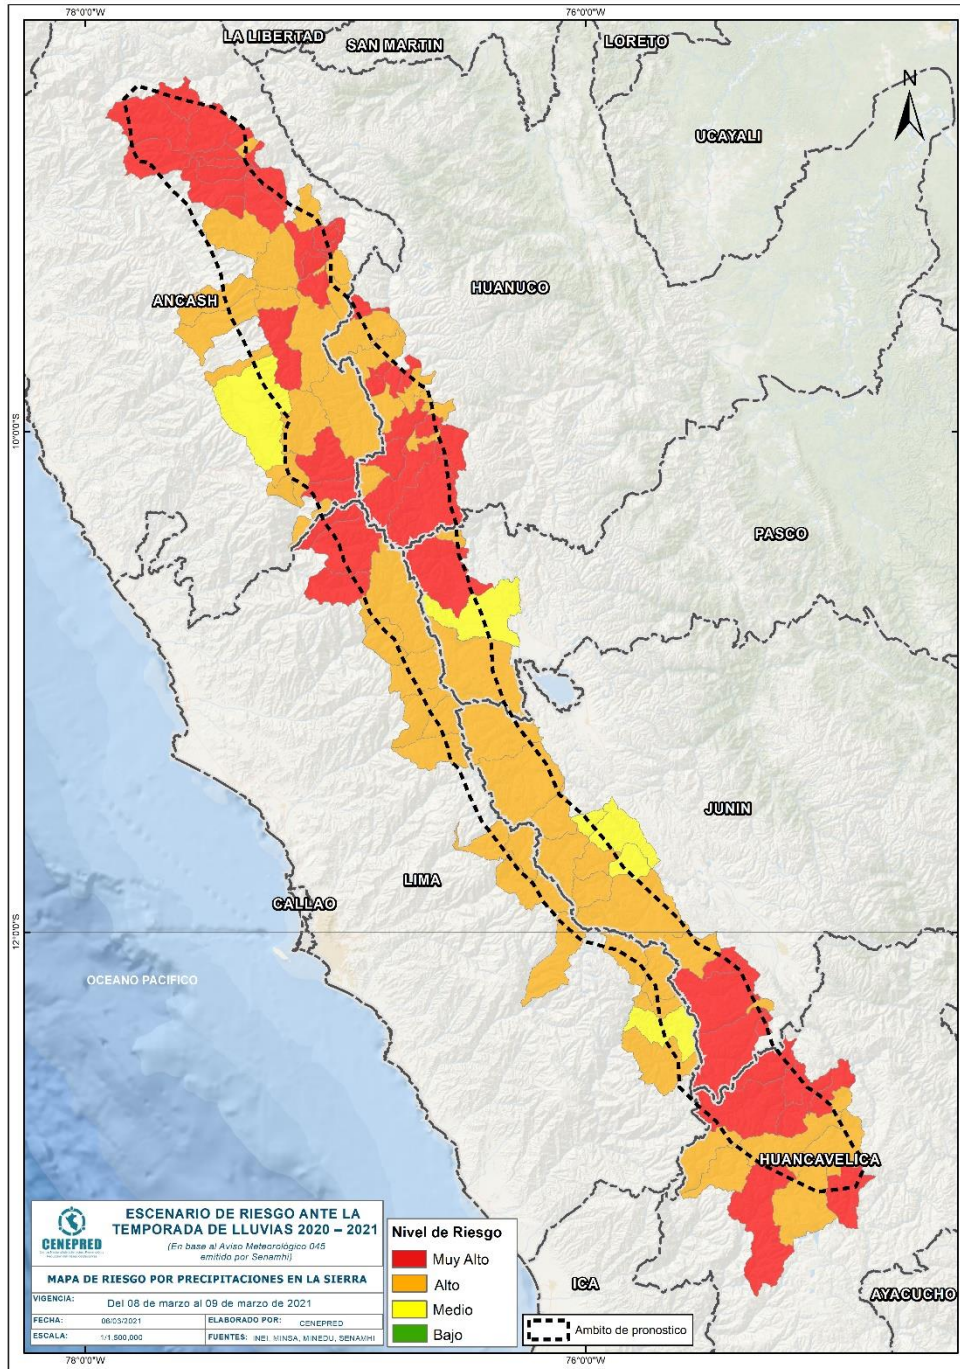 78°0'0"W
76°0'0"W
LA LIBERTAD
SAN MARTIN
LORETO
N
UCAYALI
HUANUCO
ANCASH
10°0'0"S
PASCO
JUNIN
LIMA
CALLAO
12°0'0"S
OCEANO PACIFICO
HUANCAVELICA
ICA
AYACUCHO
CENEPRED
ESCENARIO DE RIESGO ANTE LA
TEMPORADA DE LLUVIAS 2020 – 2021
(En base al Aviso Meteorológico 045
emitido por Senamhi)
MAPA DE RIESGO POR PRECIPITACIONES EN LA SIERRA
VIGENCIA: Del 08 de marzo al 09 de marzo de 2021
FECHA: 06/03/2021 ELABORADO POR: CENEPRED
ESCALA: 1/1,500,000 FUENTES: INEI, MINSA, MINEDU, SENAMHI
Nivel de Riesgo
Muy Alto
Alto
Medio
Bajo
Ambito de pronostico
78°0'0"W
76°0'0"W